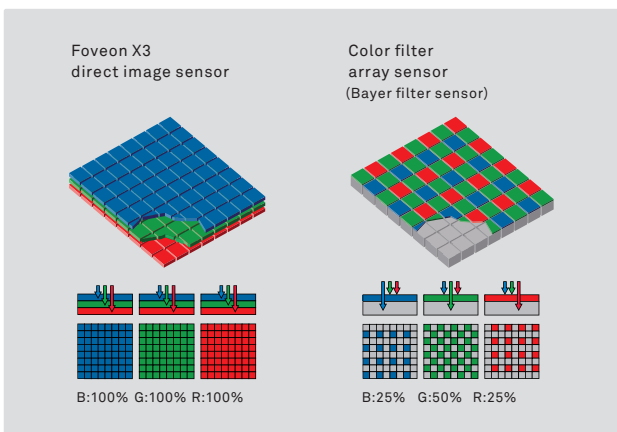 Foveon X3
direct image sensor
Color filter
array sensor
(Bayer filter sensor)
B:100% G:100% R:100%
B:25% G:50% R:25%